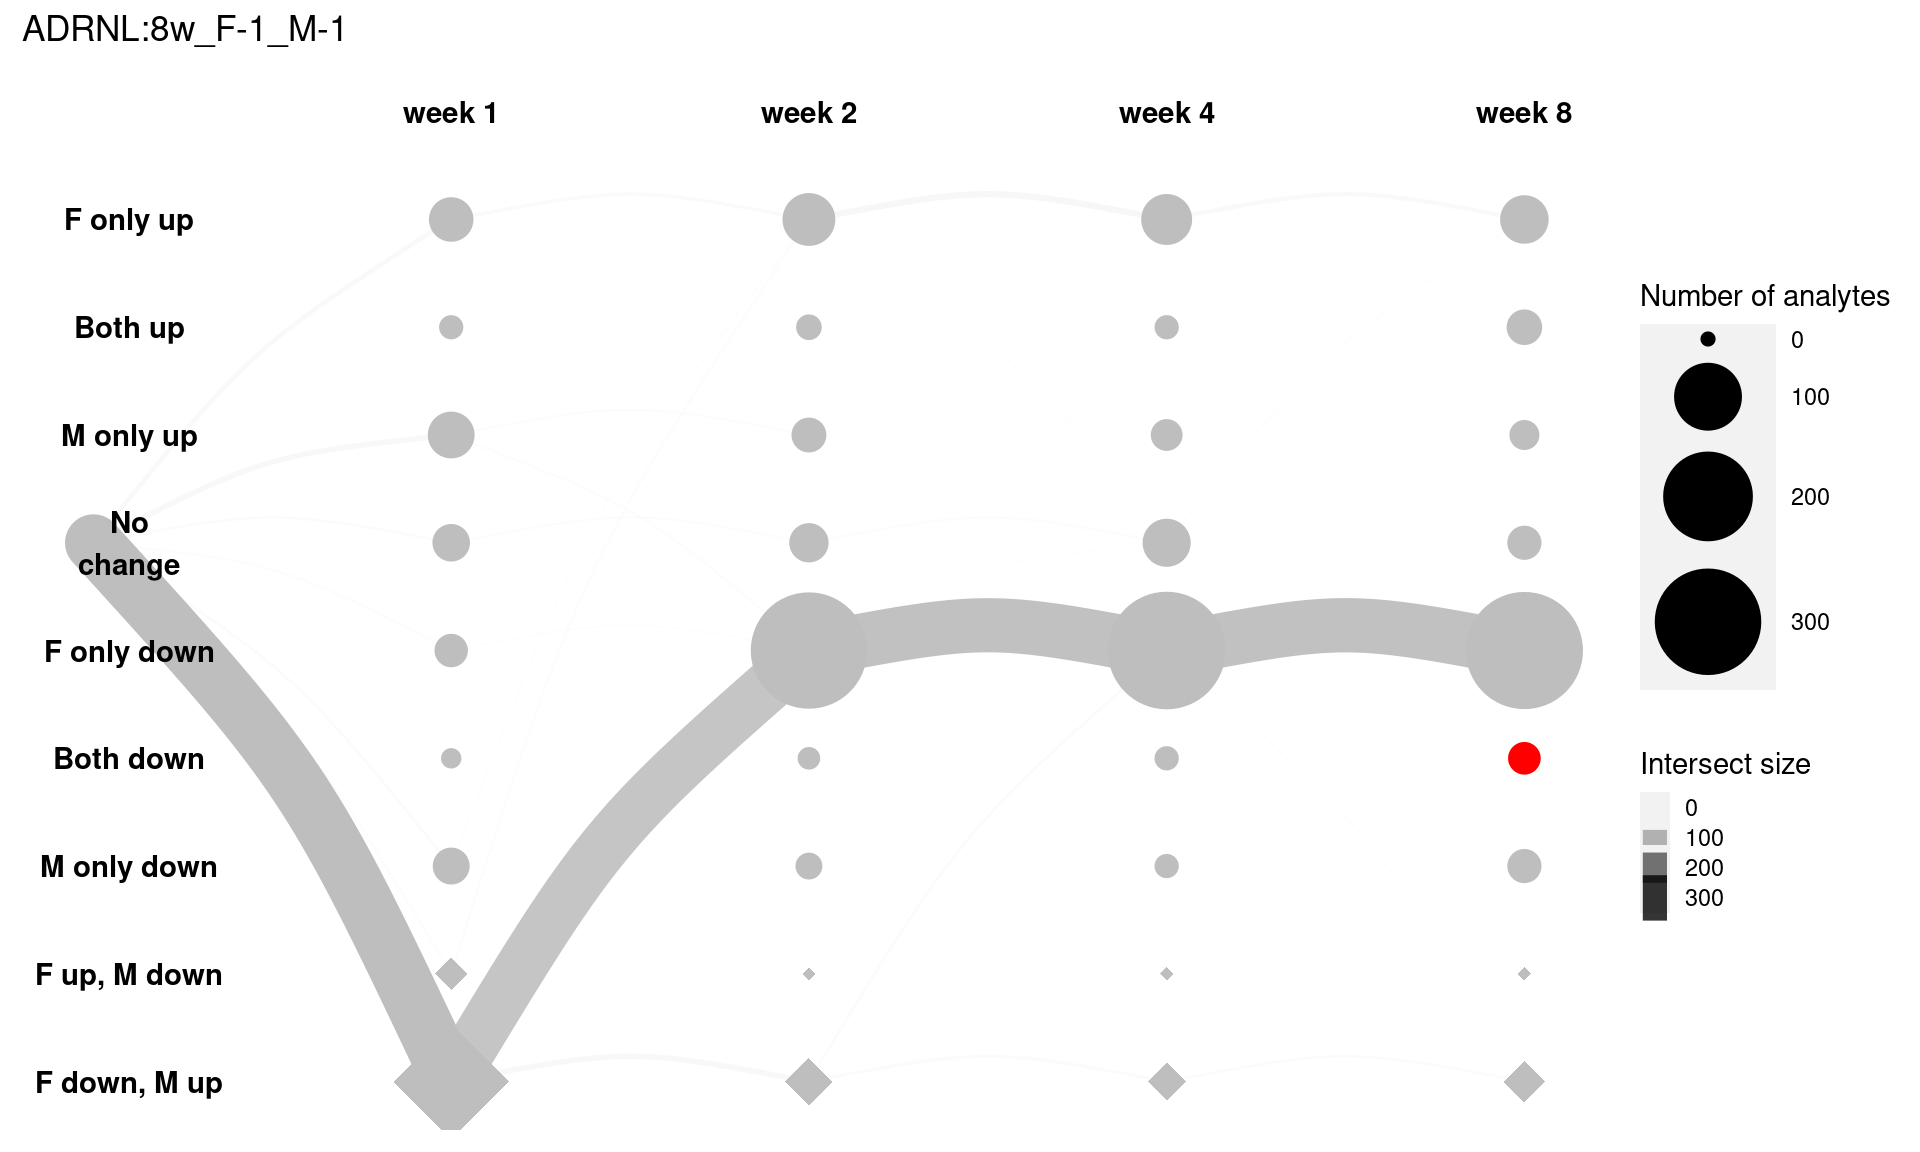 ADRNL:8w_F-1_M-1
week 1
week 2
week 4
week 8
F only up
Both up
M only up
No
change
F only down
Both down
M only down
F up, M down
F down, M up
Number of analytes
0
100
200
300
Intersect size
0
100
200
300